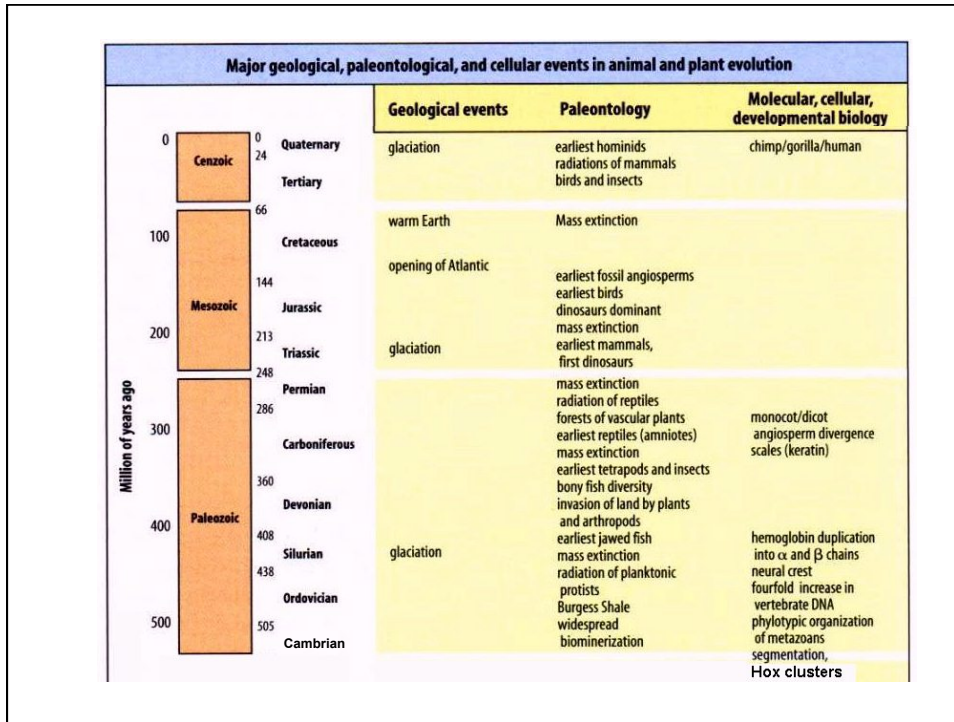 Major geological, paleontological, and cellular events in animal and plant evolution
Geological events
Paleontology
Molecular, cellular,
developmental biology
Million of years ago
0
100
200
300
400
500
Cenzoic
Mesozoic
Paleozoic
0
24
66
144
213
248
286
360
408
438
505
Quaternary
Tertiary
Cretaceous
Jurassic
Triassic
Permian
Carboniferous
Devonian
Silurian
Ordovician
Cambrian
glaciation
warm Earth
opening of Atlantic
glaciation
glaciation
earliest hominids
radiations of mammals
birds and insects
Mass extinction
earliest fossil angiosperms
earliest birds
dinosaurs dominant
mass extinction
earliest mammals,
first dinosaurs
mass extinction
radiation of reptiles
forests of vascular plants
earliest reptiles (amniotes)
mass extinction
earliest tetrapods and insects
bony fish diversity
invasion of land by plants
and arthropods
earliest jawed fish
mass extinction
radiation of planktonic
protists
Burgess Shale
widespread
biominerization
chimp/gorilla/human
monocot/dicot
angiosperm divergence
scales (keratin)
hemoglobin duplication
into α and β chains
neural crest
fourfold increase in
vertebrate DNA
phylotypic organization
of metazoans
segmentation,
Hox clusters